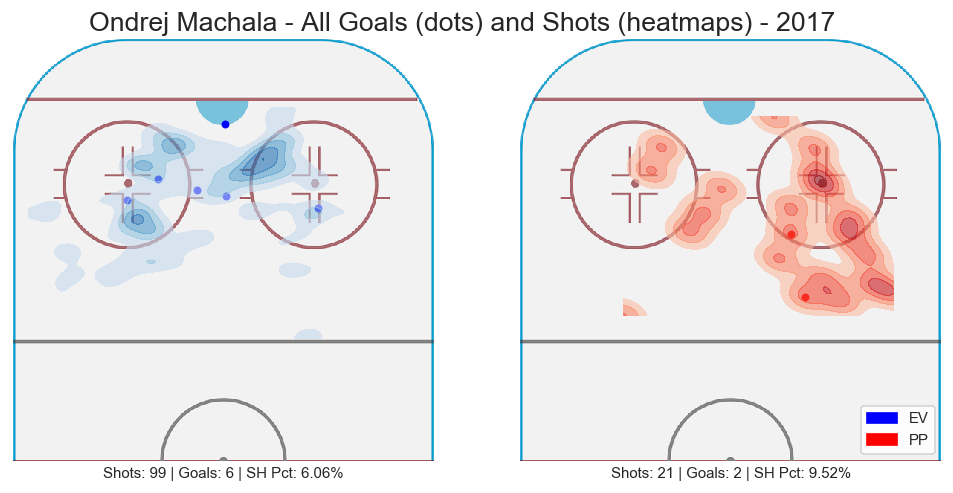 Ondrej Machala - All Goals (dots) and Shots (heatmaps) - 2017
EV
PP
Shots: 99 | Goals: 6 | SH Pct: 6.06%
Shots: 21 | Goals: 2 | SH Pct: 9.52%